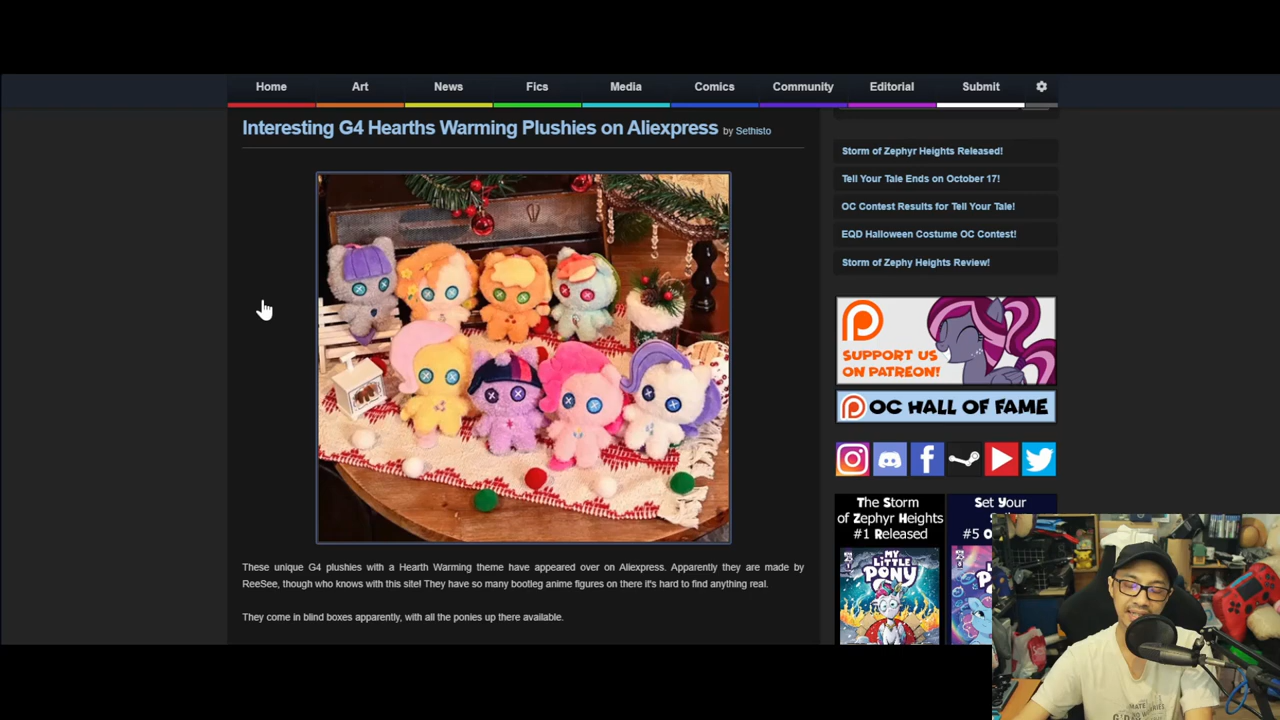 Home Art News Fics Media Comics Community Editorial Submit
Interesting G4 Hearths Warming Plushies on Aliexpress by Sethisto
These unique G4 plushies with a Hearth Warming theme have appeared over on Aliexpress. Apparently they are made by
ReeSee, though who knows with this site! They have so many bootleg anime figures on there it's hard to find anything real.
They come in blind boxes apparently, with all the ponies up there available.
Storm of Zephyr Heights Released!
Tell Your Tale Ends on October 17!
OC Contest Results for Tell Your Tale!
EQD Halloween Costume OC Contest!
Storm of Zephy Heights Review!
SUPPORT US
ON PATREON!
OC HALL OF FAME
The Storm
of Zephyr Heights
#1 Released
MY LITTLE
PONY
Set Your
#5